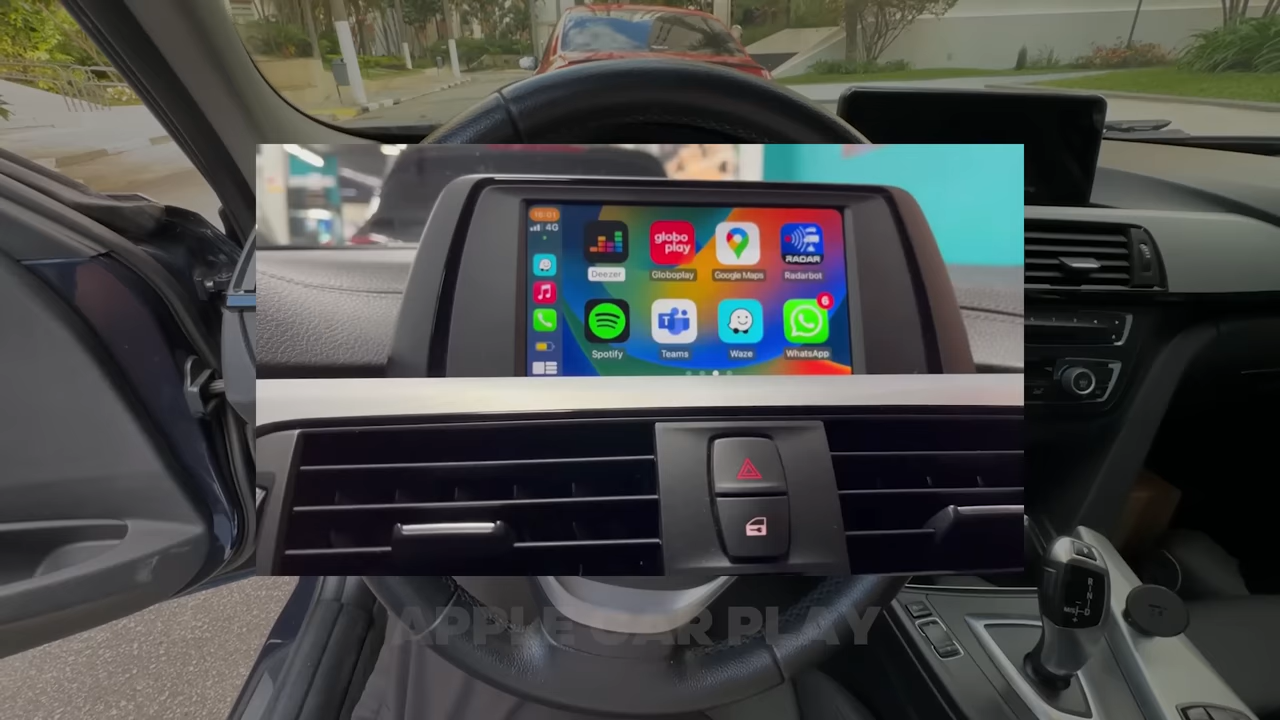 15:01
4G
globo
play
RADAR
Deezer
Globoplay
Google Maps
Radarbot
6
T
Spotify
Teams
Waze
WhatsApp
APPLE CAR PLAY